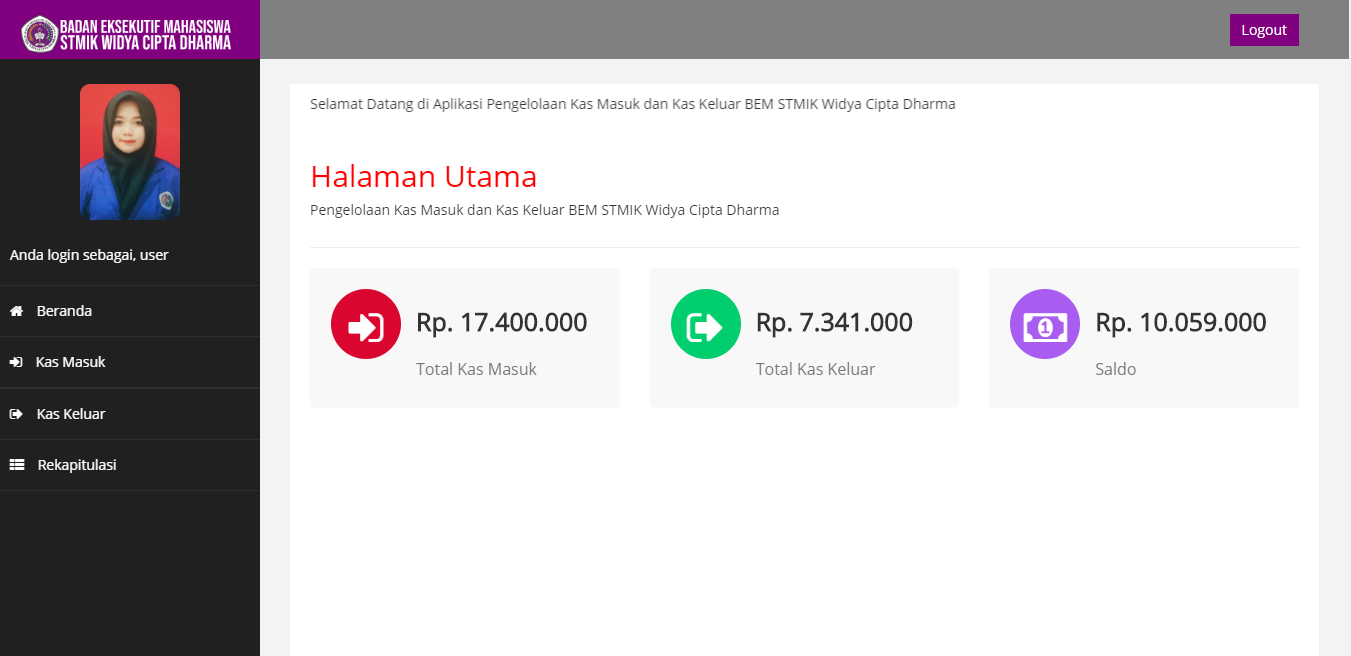 BADAN EKSEKUTIF MAHASISWA
STMIK WIDYA CIPTA DHARMA
Logout
Anda login sebagai, user
Beranda
Kas Masuk
Kas Keluar
Rekapitulasi
Selamat Datang di Aplikasi Pengelolaan Kas Masuk dan Kas Keluar BEM STMIK Widya Cipta Dharma
Halaman Utama
Pengelolaan Kas Masuk dan Kas Keluar BEM STMIK Widya Cipta Dharma
Rp. 17.400.000
Total Kas Masuk
Rp. 7.341.000
Total Kas Keluar
1
Rp. 10.059.000
Saldo